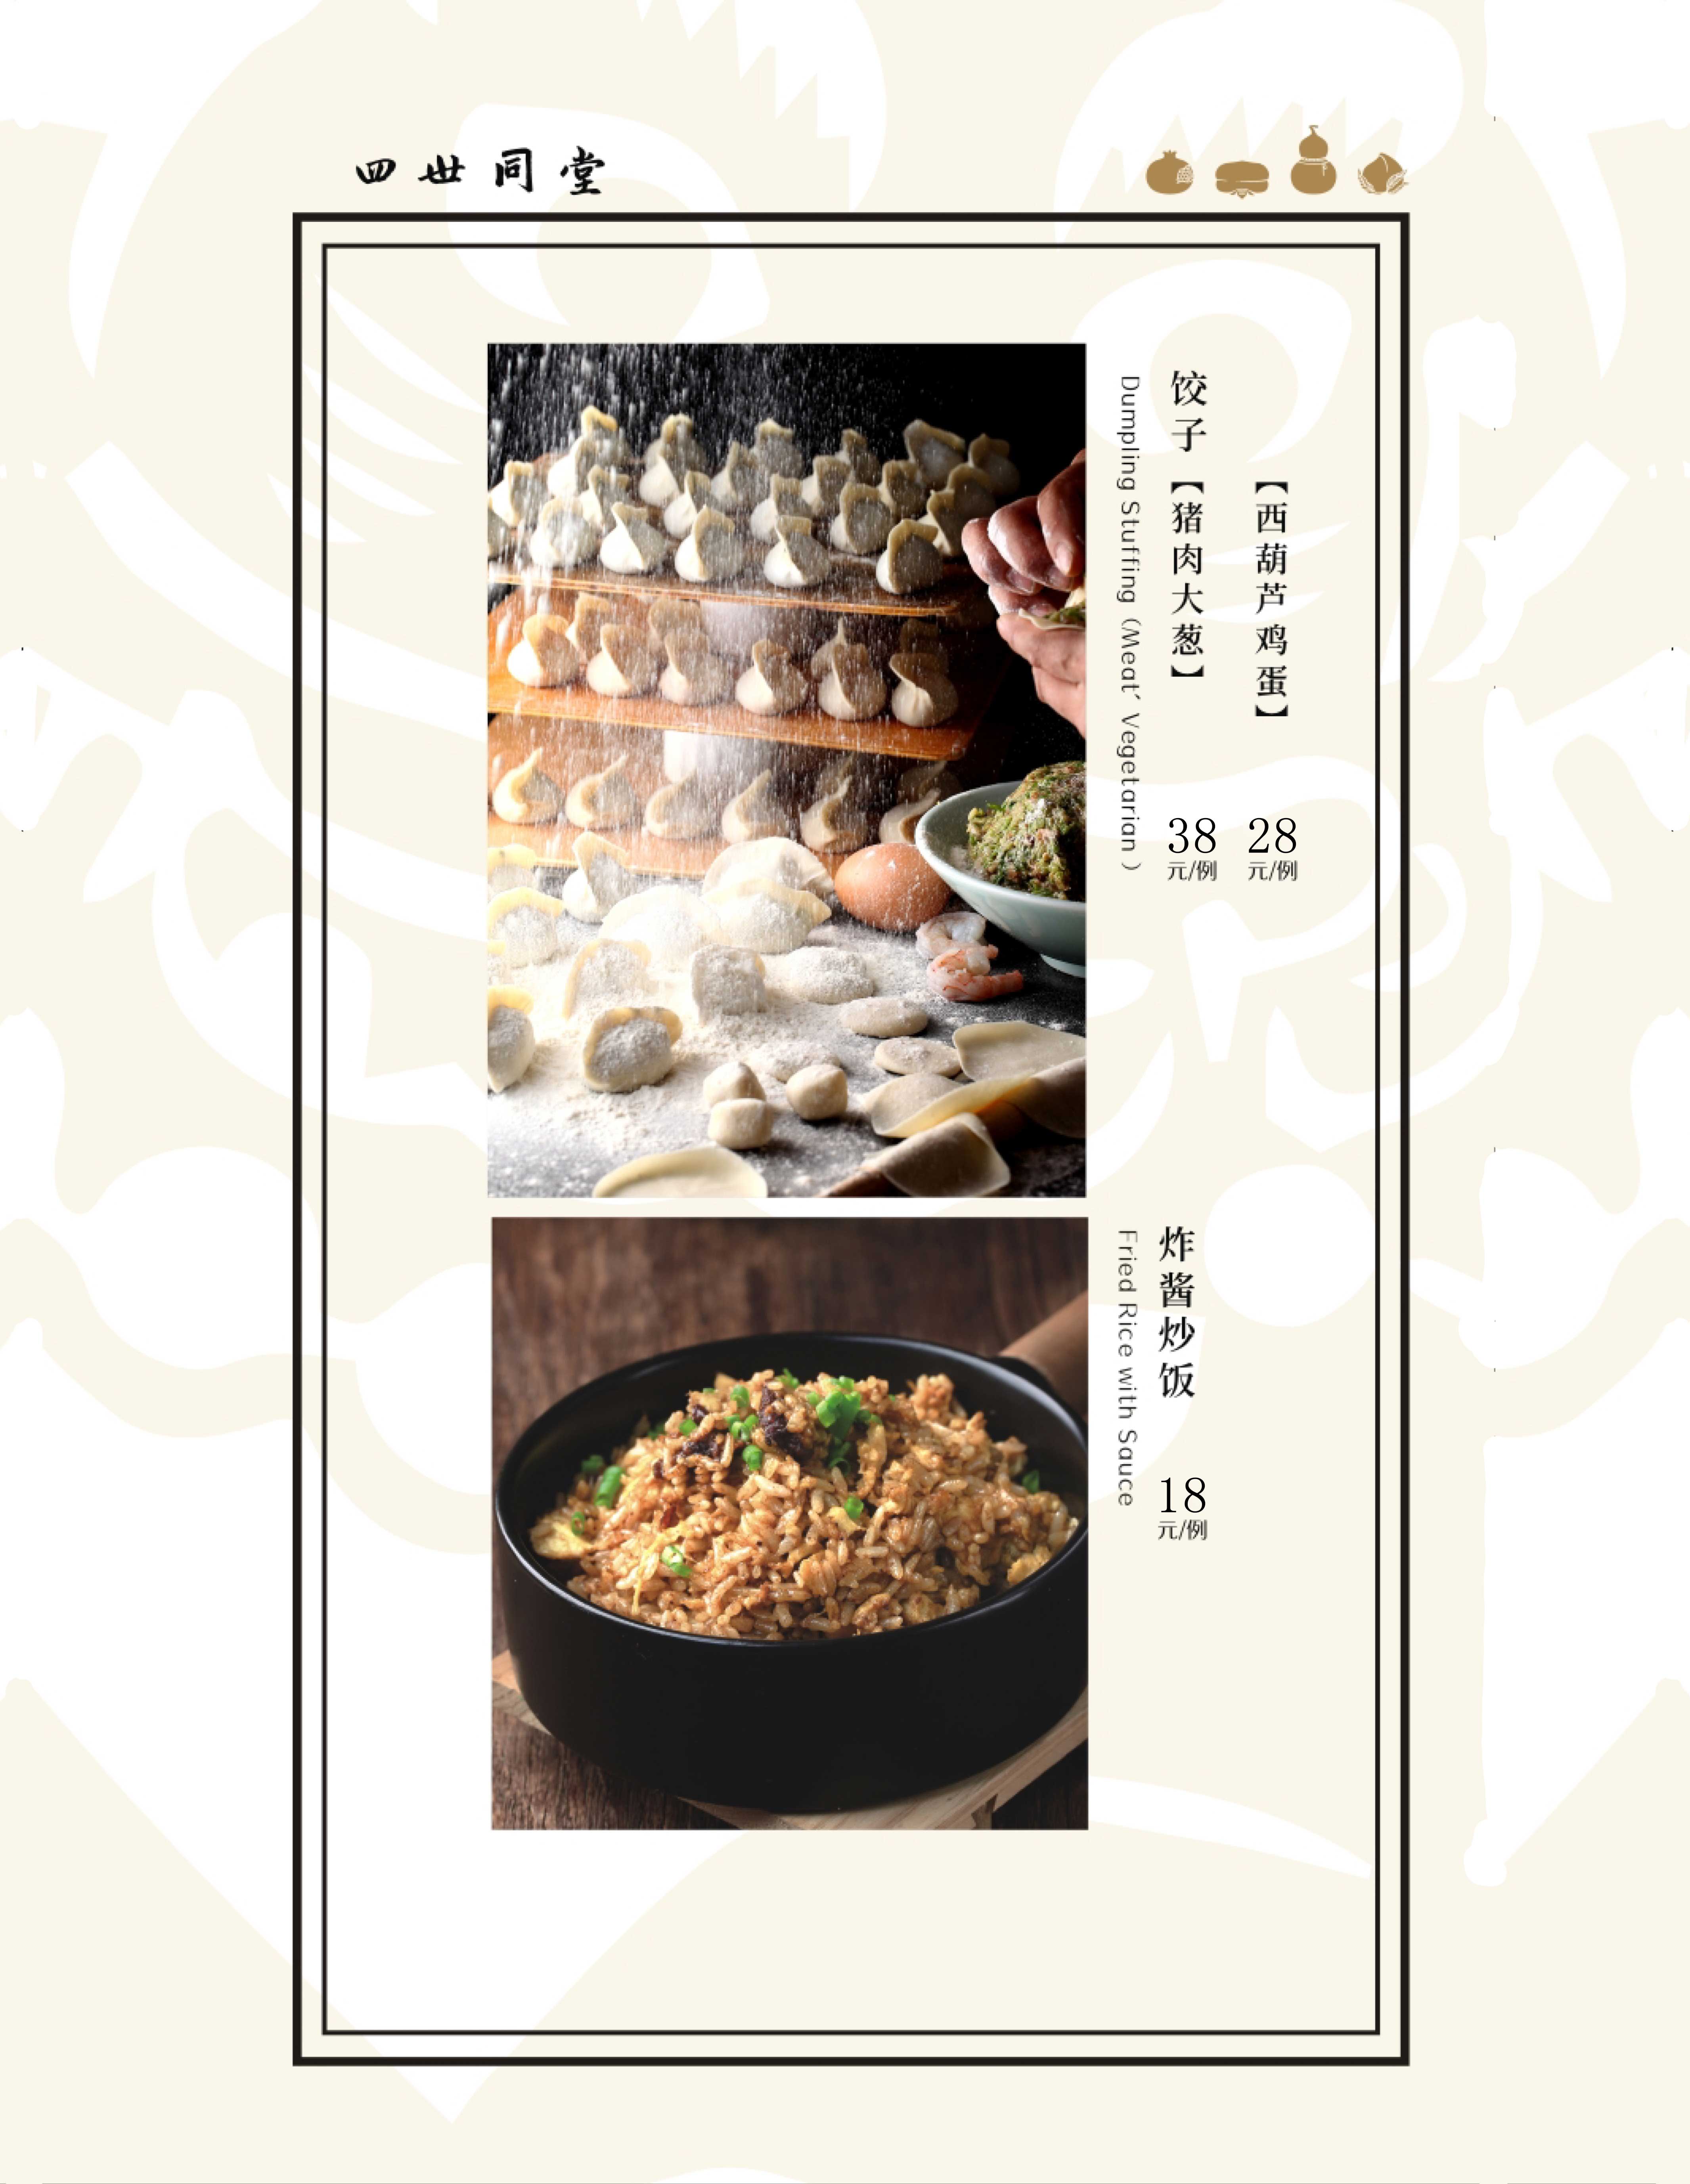 四世同堂
【西葫芦鸡蛋】
28
元/例
饺子【猪肉大葱】
38
元/例
Dumpling Stuffing (Meat' Vegetarian )
炸酱炒饭
18
元/例
Fried Rice with Sauce